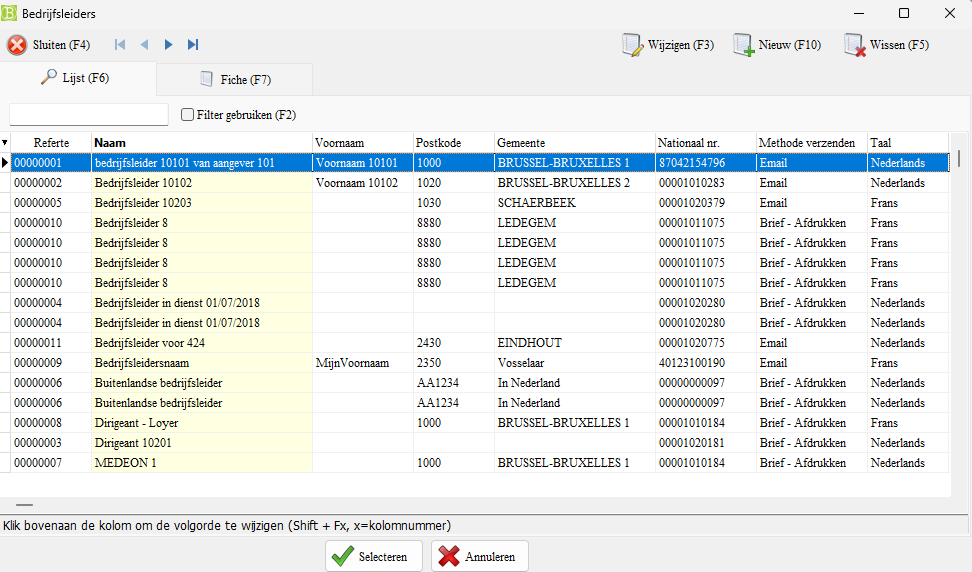 Bedrijfsleiders
Sluiten (F4) Wijzigen (F3) Nieuw (F10) Wissen (F5)
Lijst (F6) Fiche (F7)
Filter gebruiken (F2)
Referte Naam Voornaam Postkode Gemeente Nationaal nr. Methode verzenden Taal
00000001 bedrijfsleider 10101 van aangever 101 Voornaam 10101 1000 BRUSSEL-BRUXELLES 1 87042154796 Email Nederlands
00000002 Bedrijfsleider 10102 Voornaam 10102 1020 BRUSSEL-BRUXELLES 2 00001010283 Email Nederlands
00000005 Bedrijfsleider 10203 1030 SCHAERBEEK 00001020379 Email Frans
00000010 Bedrijfsleider 8 8880 LEDEGEM 00001011075 Brief - Afdrukken Frans
00000010 Bedrijfsleider 8 8880 LEDEGEM 00001011075 Brief - Afdrukken Frans
00000010 Bedrijfsleider 8 8880 LEDEGEM 00001011075 Brief - Afdrukken Frans
00000010 Bedrijfsleider 8 8880 LEDEGEM 00001011075 Brief - Afdrukken Frans
00000004 Bedrijfsleider in dienst 01/07/2018 00001020280 Brief - Afdrukken Nederlands
00000004 Bedrijfsleider in dienst 01/07/2018 00001020280 Brief - Afdrukken Nederlands
00000011 Bedrijfsleider voor 424 2430 EINDHOUT 00001020775 Email Nederlands
00000009 Bedrijfsleidersnaam MijnVoornaam 2350 Vosselaar 40123100190 Email Frans
00000006 Buitenlandse bedrijfsleider AA1234 In Nederland 00000000097 Brief - Afdrukken Nederlands
00000006 Buitenlandse bedrijfsleider AA1234 In Nederland 00000000097 Brief - Afdrukken Nederlands
00000008 Dirigeant - Loyer 1000 BRUSSEL-BRUXELLES 1 00001010184 Brief - Afdrukken Frans
00000003 Dirigeant 10201 00001020181 Brief - Afdrukken Nederlands
00000007 MEDEON 1 1000 BRUSSEL-BRUXELLES 1 00001010184 Brief - Afdrukken Nederlands
Klik bovenaan de kolom om de volgorde te wijzigen (Shift + Fx, x=kolomnummer)
Selecteren Annuleren